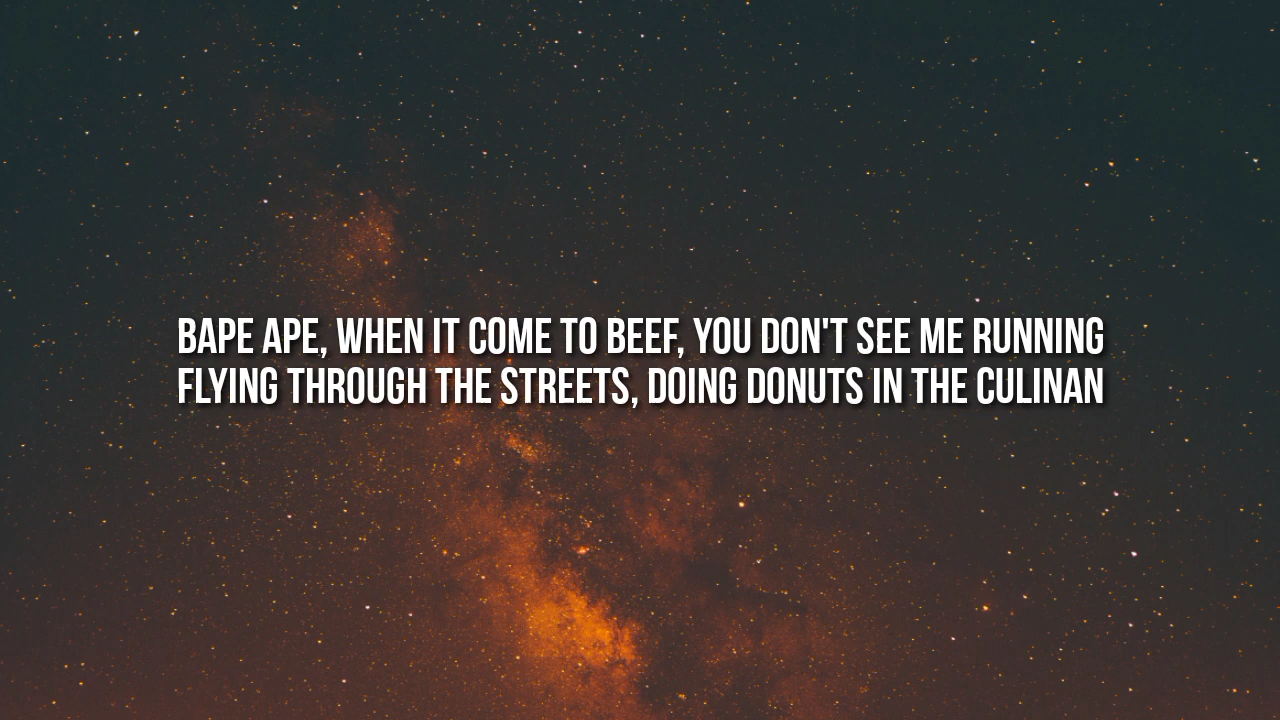 BAPE APE, WHEN IT COME TO BEEF, YOU DON'T SEE ME RUNNING
FLYING THROUGH THE STREETS, DOING DONUTS IN THE CULINAN